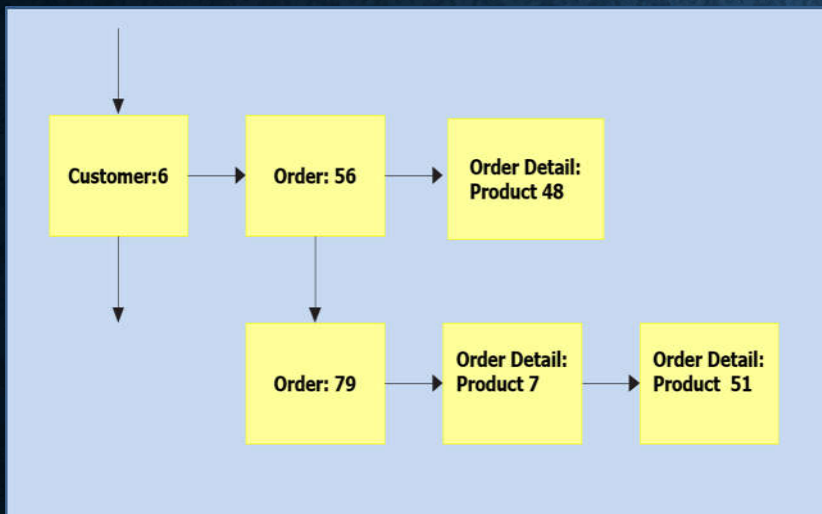 Customer:6
Order: 56
Order Detail:
Product 48
Order: 79
Order Detail:
Product 7
Order Detail:
Product  51